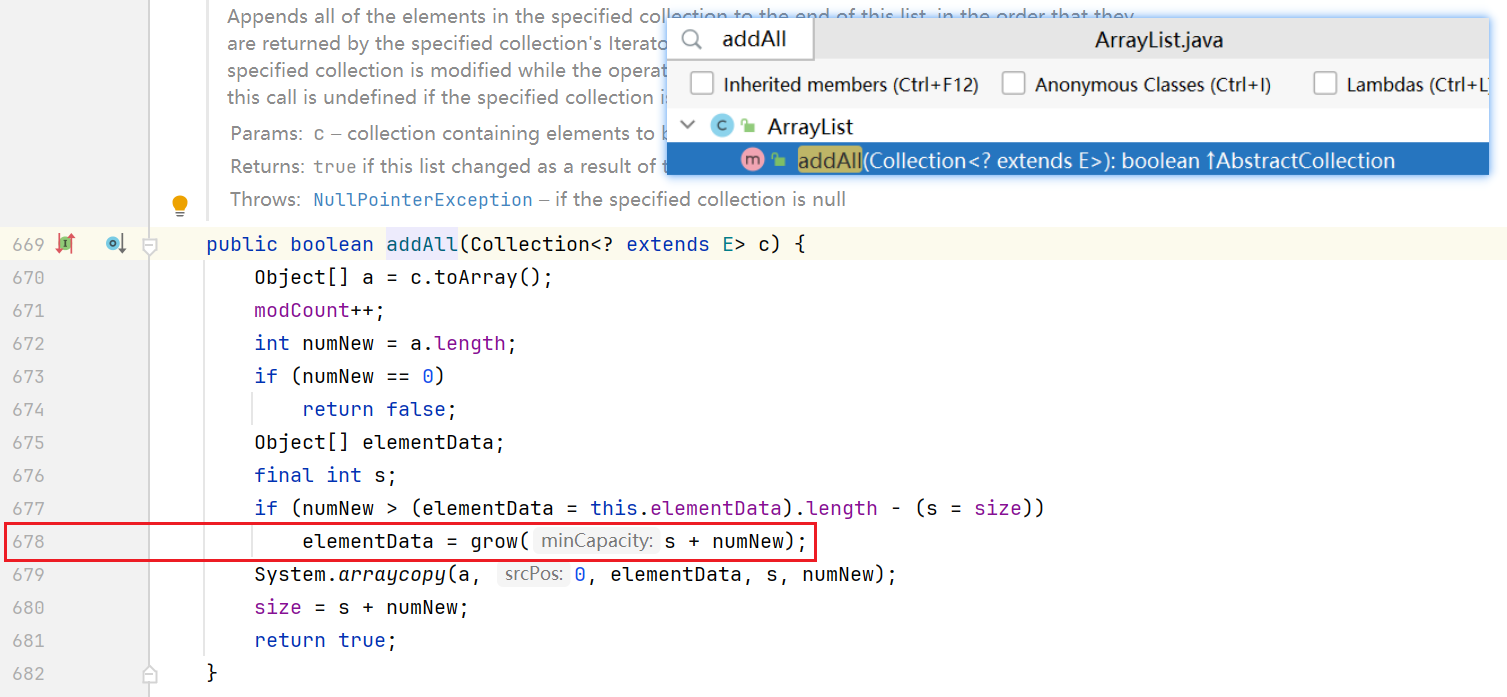 Appends all of the elements in the specified collection to the end of this list, in the order that they
are returned by the specified collection's Iterato
specified collection is modified while the operat
this call is undefined if the specified collection i
Params: c – collection containing elements to
Returns: true if this list changed as a result of
Throws: NullPointerException – if the specified collection is null
addAll
ArrayList.java
Inherited members (Ctrl+F12)
Anonymous Classes (Ctrl+I)
Lambdas (Ctrl+L
C ArrayList
m addAll(Collection<? extends E>): boolean ↑AbstractCollection
669 public boolean addAll(Collection<? extends E> c) {
670 Object[] a = c.toArray();
671 modCount++;
672 int numNew = a.length;
673 if (numNew == 0)
674 return false;
675 Object[] elementData;
676 final int s;
677 if (numNew > (elementData = this.elementData).length - (s = size))
678 elementData = grow( minCapacity: s + numNew);
679 System.arraycopy(a, srcPos: 0, elementData, s, numNew);
680 size = s + numNew;
681 return true;
682 }